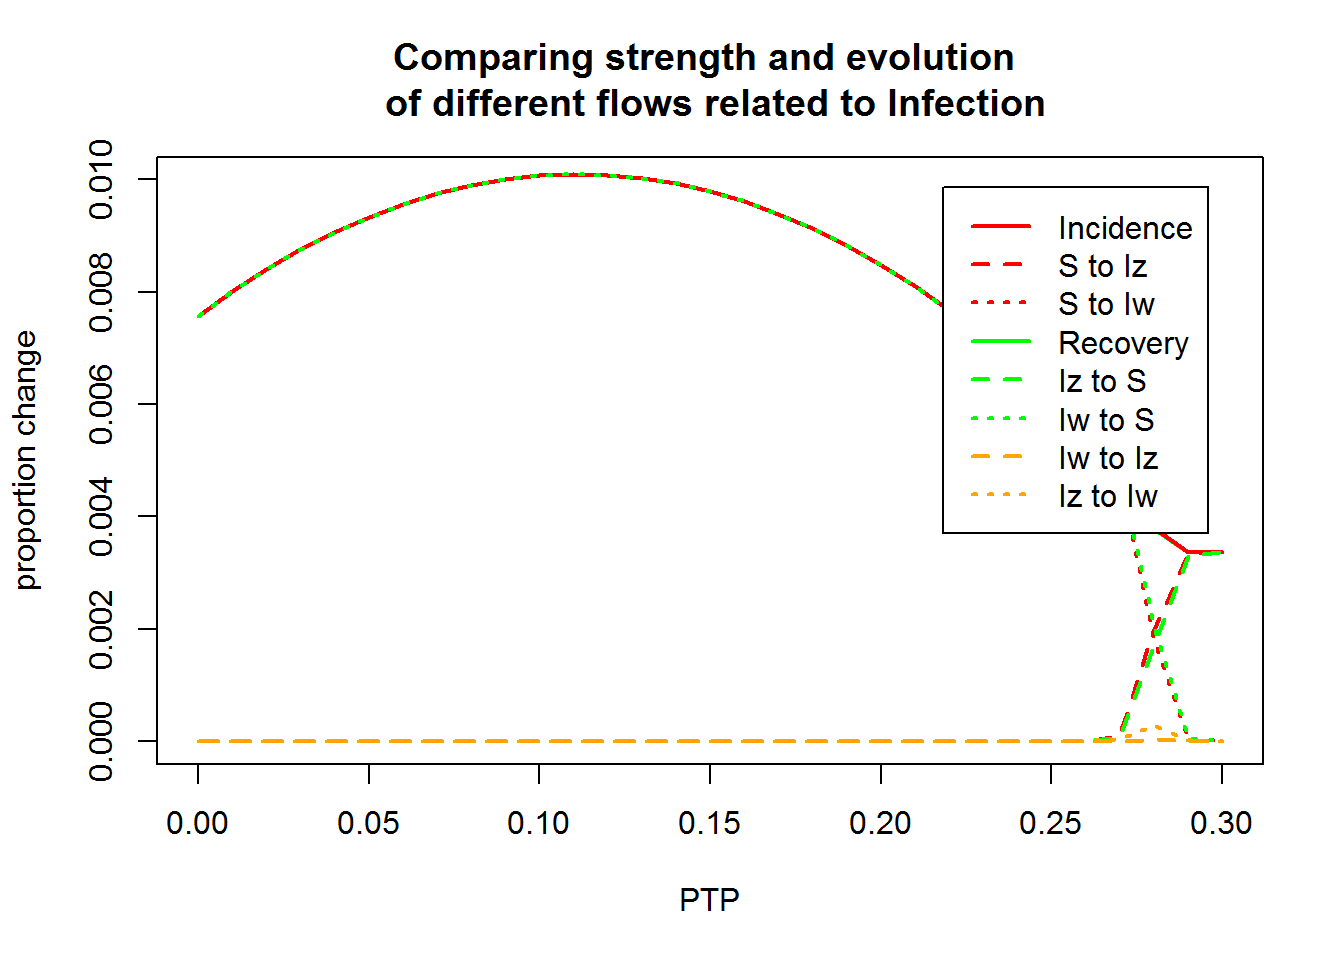 Comparing strength and evolution
of different flows related to Infection
proportion change
0.010
0.008
0.006
0.004
0.002
0.000
Incidence
S to Iz
S to Iw
Recovery
Iz to S
Iw to S
Iw to Iz
Iz to Iw
0.00 0.05 0.10 0.15 0.20 0.25 0.30
PTP